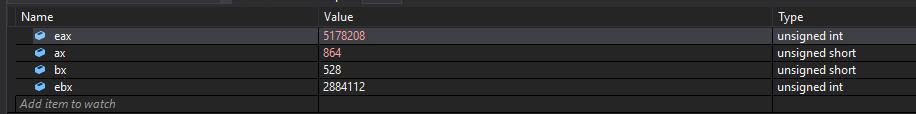 Name Value Type
eax 5178208 unsigned int
ax 864 unsigned short
bx 528 unsigned short
ebx 2884112 unsigned int
Add item to watch